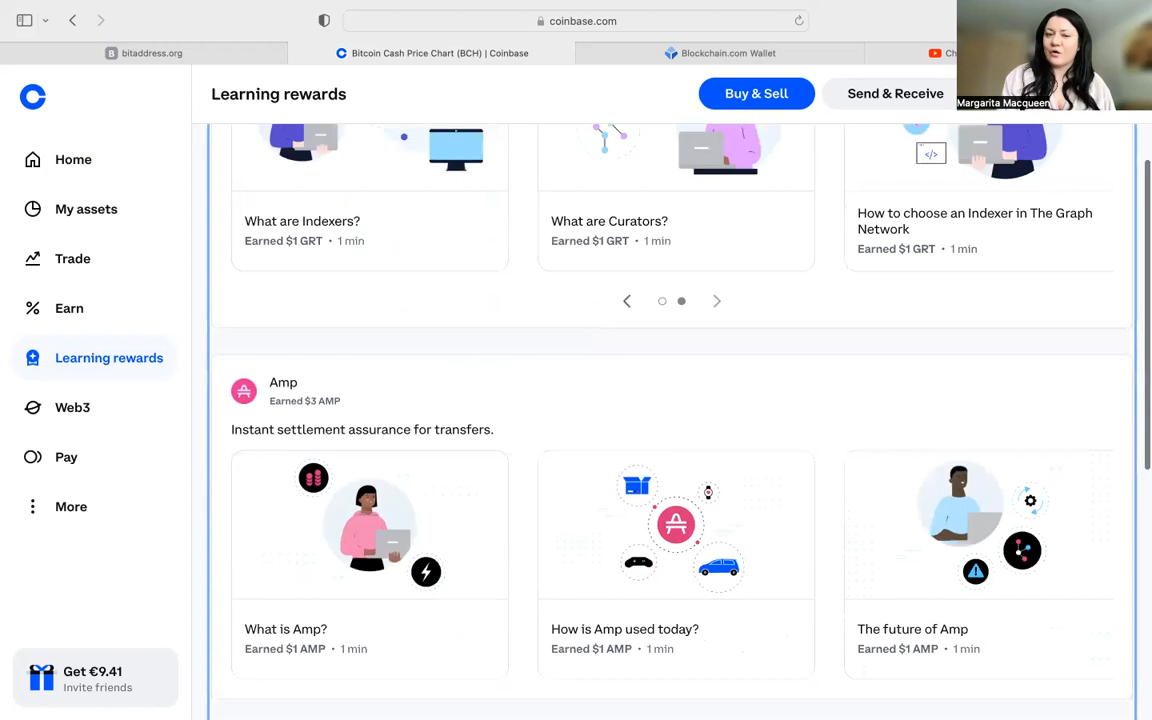 coinbase.com
bitaddress.org
Bitcoin Cash Price Chart (BCH) | Coinbase
Blockchain.com Wallet
Margarita Macqueen
Learning rewards
Buy & Sell
Send & Receive
Home
My assets
Trade
Earn
Learning rewards
Web3
Pay
More
Get €9.41
Invite friends
What are Indexers?
Earned $1 GRT • 1 min
What are Curators?
Earned $1 GRT • 1 min
How to choose an Indexer in The Graph
Network
Earned $1 GRT • 1 min
Amp
Earned $3 AMP
Instant settlement assurance for transfers.
What is Amp?
Earned $1 AMP • 1 min
How is Amp used today?
Earned $1 AMP • 1 min
The future of Amp
Earned $1 AMP • 1 min